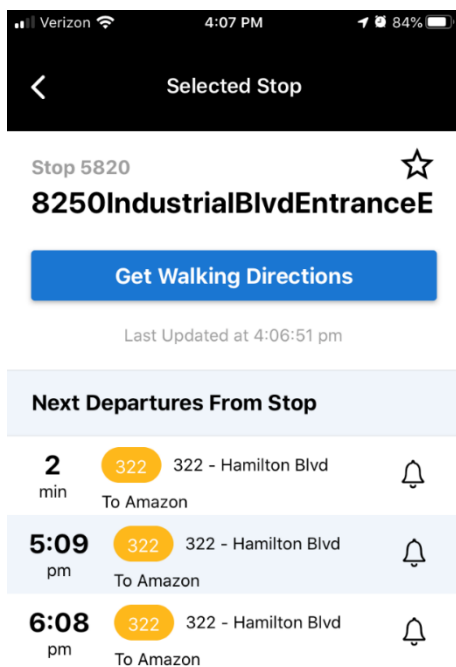 Verizon 4:07 PM 84%
Selected Stop
Stop 5820
8250IndustrialBlvdEntranceE
Get Walking Directions
Last Updated at 4:06:51 pm
Next Departures From Stop
2 min 322 322 - Hamilton Blvd
To Amazon
5:09 pm 322 322 - Hamilton Blvd
To Amazon
6:08 pm 322 322 - Hamilton Blvd
To Amazon